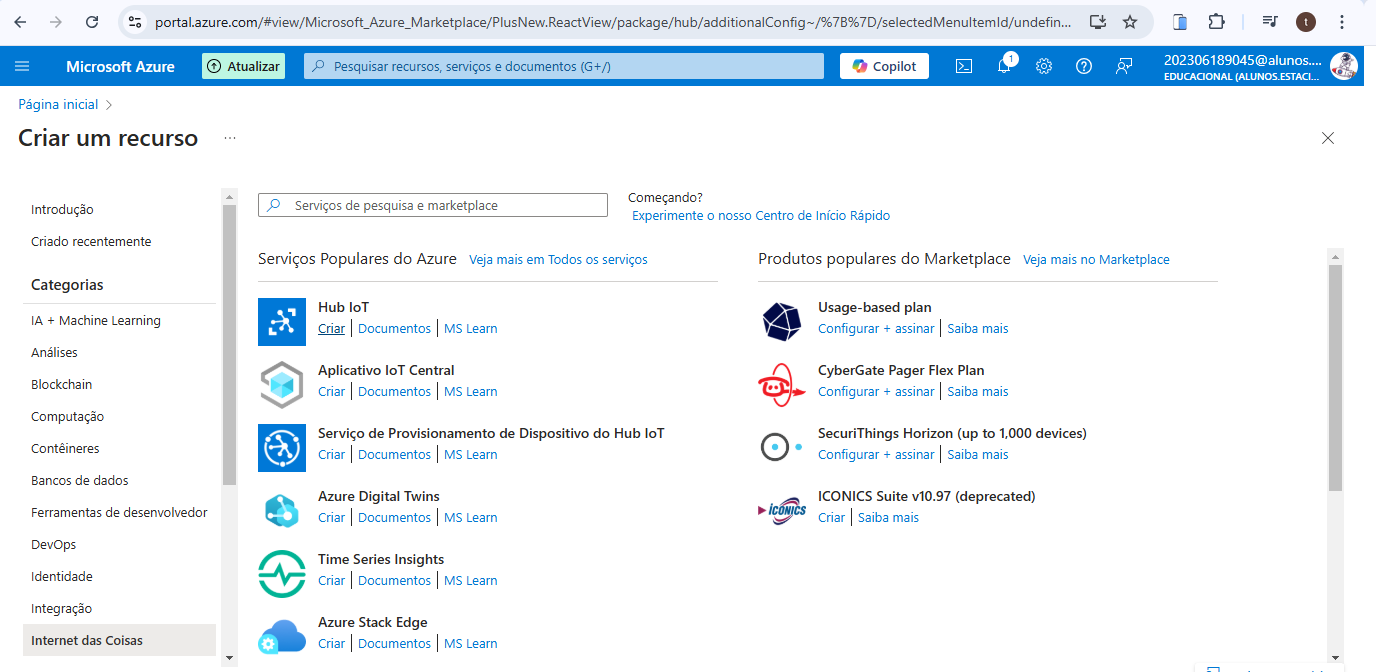 portal.azure.com/#view/Microsoft_Azure_Marketplace/PlusNew.ReactView/package/hub/additionalConfig~/%7B%7D/selectedMenuItemId/undefin...
t
Microsoft Azure
Atualizar
Pesquisar recursos, serviços e documentos (G+/)
Copilot
1
202306189045@alunos....
EDUCACIONAL (ALUNOS.ESTACI...
Página inicial
Criar um recurso
...
Introdução
Criado recentemente
Categorias
IA + Machine Learning
Análises
Blockchain
Computação
Contêineres
Bancos de dados
Ferramentas de desenvolvedor
DevOps
Identidade
Integração
Internet das Coisas
Serviços de pesquisa e marketplace
Começando?
Experimente o nosso Centro de Início Rápido
Serviços Populares do Azure Veja mais em Todos os serviços
Hub IoT
Criar | Documentos | MS Learn
Aplicativo IoT Central
Criar | Documentos | MS Learn
Serviço de Provisionamento de Dispositivo do Hub IoT
Criar | Documentos | MS Learn
Azure Digital Twins
Criar | Documentos | MS Learn
Time Series Insights
Criar | Documentos | MS Learn
Azure Stack Edge
Criar | Documentos | MS Learn
Produtos populares do Marketplace Veja mais no Marketplace
Usage-based plan
Configurar + assinar | Saiba mais
CyberGate Pager Flex Plan
Configurar + assinar | Saiba mais
SecuriThings Horizon (up to 1,000 devices)
Configurar + assinar | Saiba mais
ICONICS
ICONICS Suite v10.97 (deprecated)
Criar | Saiba mais